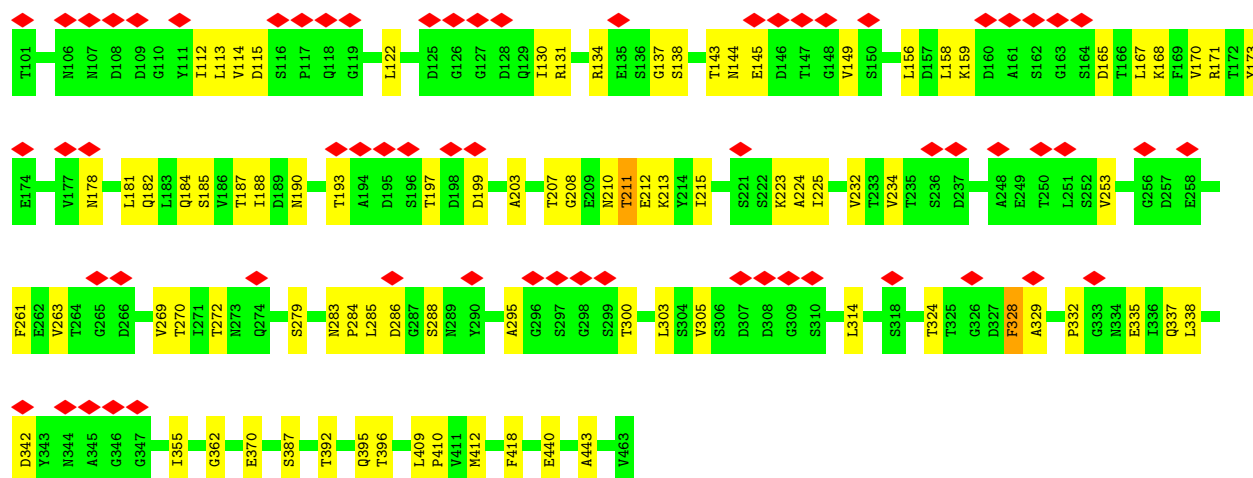 T101 N106 N107 D108 D109 G110 Y111 I112 L113 V114 D115 S116 P117 Q118 G119 L122 D125 G126 G127 D128 Q129 I130 R131 R134 E135 S136 G137 S138 T143 N144 E145 D146 T147 G148 V149 S150 L156 D157 L158 K159 D160 A161 S162 G163 S164 D165 T166 L167 K168 F169 V170 R171 T172 Y173
E174 V177 N178 L181 Q182 L183 Q184 S185 V186 T187 I188 D189 N190 T193 A194 D195 S196 T197 D198 D199 A203 T207 G208 E209 N210 T211 E212 K213 Y214 I215 S221 S222 K223 A224 I225 V232 T233 V234 T235 S236 D237 A248 E249 T250 L251 S252 V253 G256 D257 E258
F261 E262 V263 T264 G265 D266 V269 T270 I271 T272 N273 Q274 S279 N283 P284 L285 D286 G287 S288 N289 Y290 A295 G296 S297 G298 S299 T300 L303 S304 V305 S306 D307 D308 G309 S310 L314 S318 T324 T325 G326 D327 F328 A329 P332 G333 N334 E335 I336 Q337 L338
D342 Y343 N344 A345 G346 G347 I355 G362 E370 S387 T392 Q395 T396 L409 P410 V411 M412 F418 E440 A443 V463